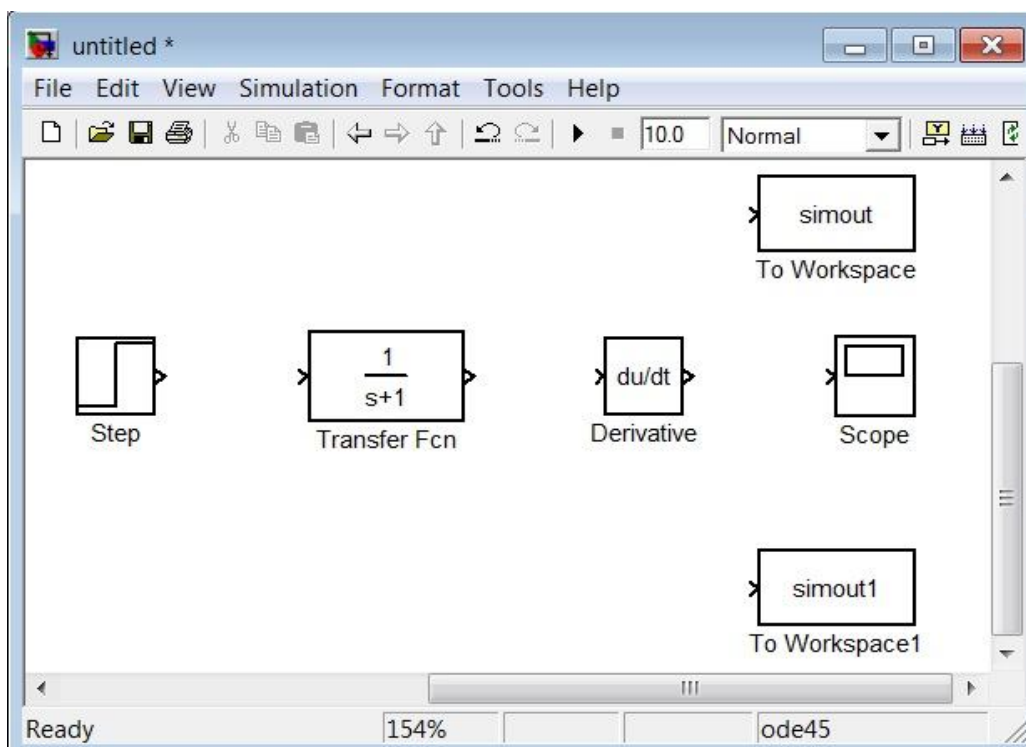 untitled *
File Edit View Simulation Format Tools Help
10.0 Normal
simout
To Workspace
1
s+1
du/dt
Step Transfer Fcn Derivative Scope
simout1
To Workspace1
Ready 154% ode45